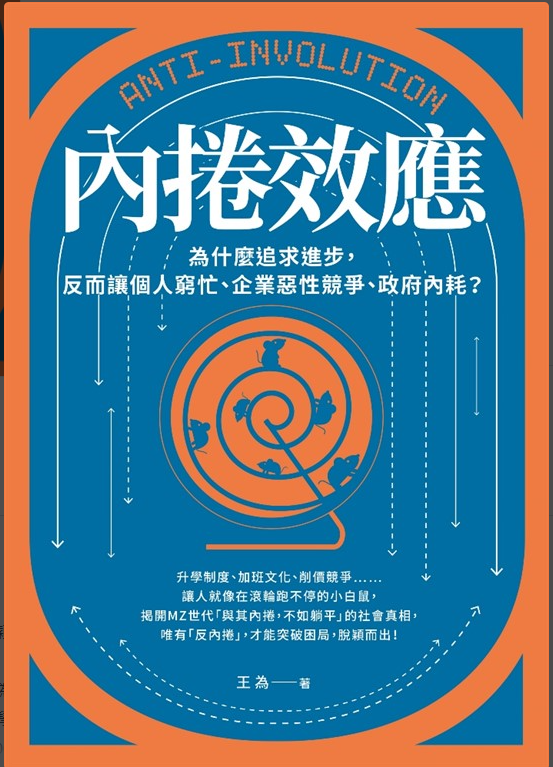 ANTI-INVOLUTION
內捲效應
為什麼追求進步，
反而讓個人窮忙、企業惡性競爭、政府內耗？
升學制度、加班文化、削價競爭……
讓人就像在滾輪跑不停的小白鼠，
揭開MZ世代「與其內捲，不如躺平」的社會真相，
唯有「反內捲」，才能突破困局，脫穎而出！
王為——著